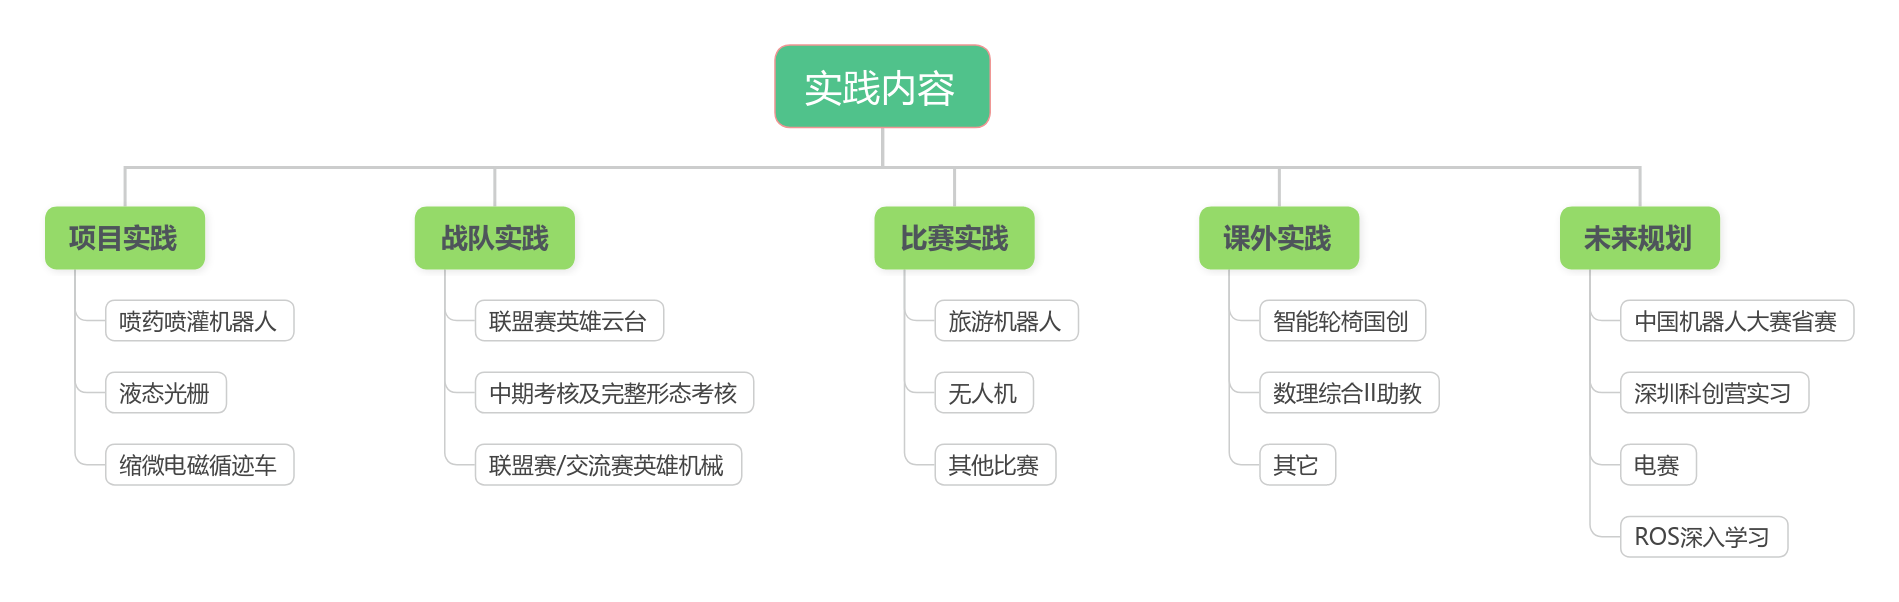 实践内容
项目实践
喷药喷灌机器人
液态光栅
缩微电磁循迹车
战队实践
联盟赛英雄云台
中期考核及完整形态考核
联盟赛/交流赛英雄机械
比赛实践
旅游机器人
无人机
其他比赛
课外实践
智能轮椅国创
数理综合II助教
其它
未来规划
中国机器人大赛省赛
深圳科创营实习
电赛
ROS深入学习